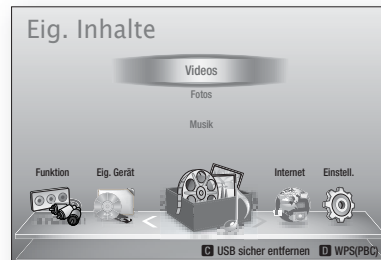 Eig. Inhalte
Videos
Fotos
Musik
Funktion Eig. Gerät Internet Einstell.
C USB sicher entfernen D WPS(PBC)